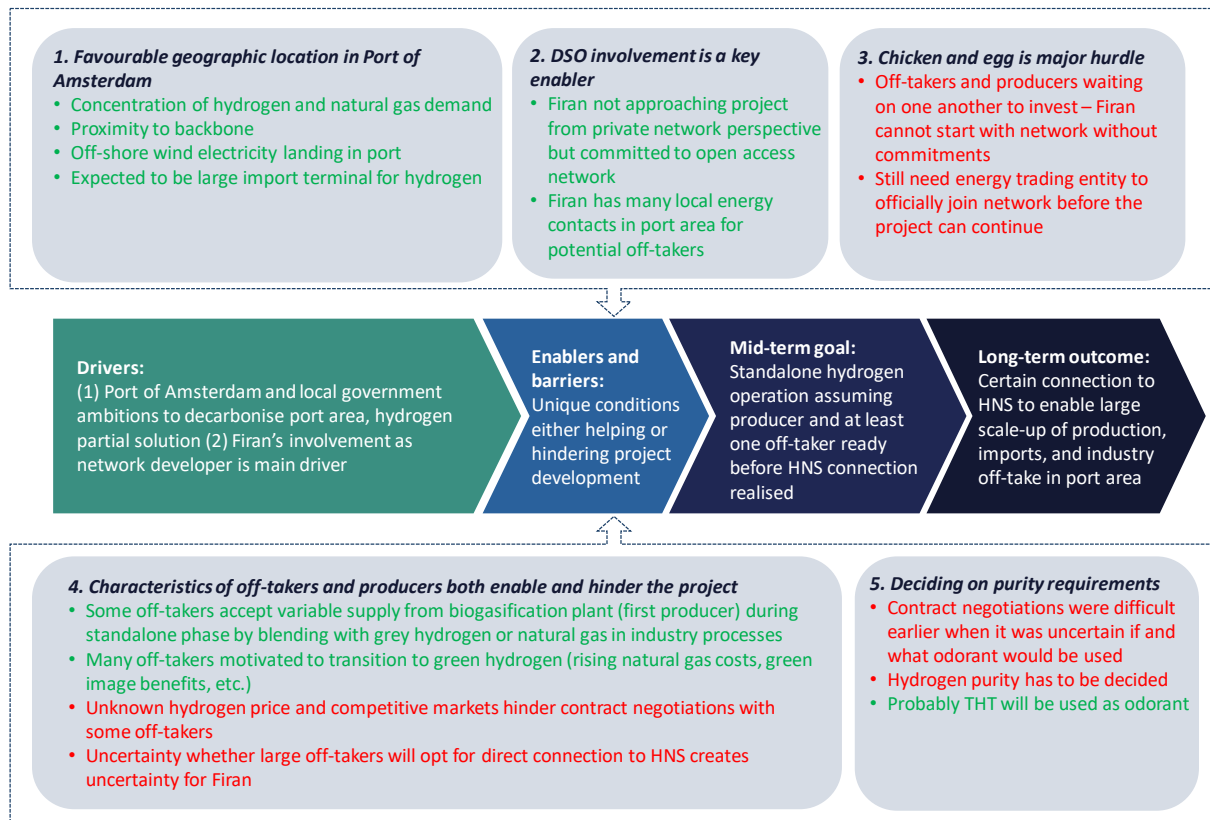 1. Favourable geographic location in Port of
Amsterdam
• Concentration of hydrogen and natural gas demand
• Proximity to backbone
• Off-shore wind electricity landing in port
• Expected to be large import terminal for hydrogen
2. DSO involvement is a key
enabler
• Firan not approaching project
from private network perspective
but committed to open access
network
• Firan has many local energy
contacts in port area for
potential off-takers
3. Chicken and egg is major hurdle
• Off-takers and producers waiting
on one another to invest – Firan
cannot start with network without
commitments
• Still need energy trading entity to
officially join network before the
project can continue
Drivers:
(1) Port of Amsterdam and local government
ambitions to decarbonise port area, hydrogen
partial solution (2) Firan's involvement as
network developer is main driver
Enablers and
barriers:
Unique conditions
either helping or
hindering project
development
Mid-term goal:
Standalone hydrogen
operation assuming
producer and at least
one off-taker ready
before HNS connection
realised
Long-term outcome:
Certain connection to
HNS to enable large
scale-up of production,
imports, and industry
off-take in port area
4. Characteristics of off-takers and producers both enable and hinder the project
• Some off-takers accept variable supply from biogasification plant (first producer) during
standalone phase by blending with grey hydrogen or natural gas in industry processes
• Many off-takers motivated to transition to green hydrogen (rising natural gas costs, green
image benefits, etc.)
• Unknown hydrogen price and competitive markets hinder contract negotiations with
some off-takers
• Uncertainty whether large off-takers will opt for direct connection to HNS creates
uncertainty for Firan
5. Deciding on purity requirements
• Contract negotiations were difficult
earlier when it was uncertain if and
what odorant would be used
• Hydrogen purity has to be decided
• Probably THT will be used as odorant